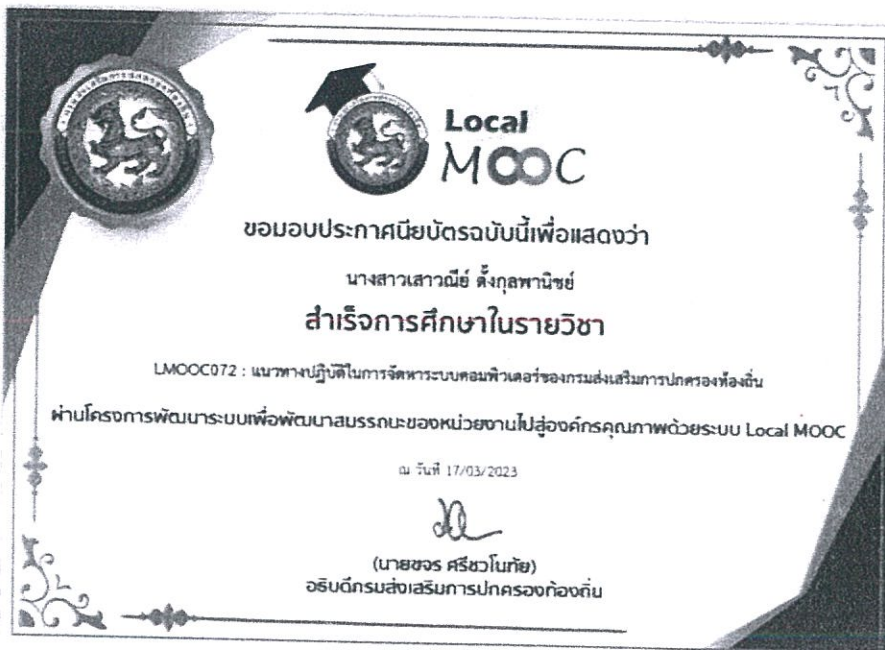 Local
MOOC
ขอมอบประกาศนียบัตรฉบับนี้เพื่อแสดงว่า
นางสาวเสาวณีย์ ตั้งกุลพานิชย์
สำเร็จการศึกษาในรายวิชา
LMOOC072 : แนวทางปฏิบัติในการจัดหาระบบคอมพิวเตอร์ของกรมส่งเสริมการปกครองท้องถิ่น
ผ่านโครงการพัฒนาระบบเพื่อพัฒนาสมรรถนะของหน่วยงานไปสู่องค์กรคุณภาพด้วยระบบ Local MOOC
ณ วันที่ 17/03/2023
(นายขจร ศรีชวโนทัย)
อธิบดีกรมส่งเสริมการปกครองท้องถิ่น